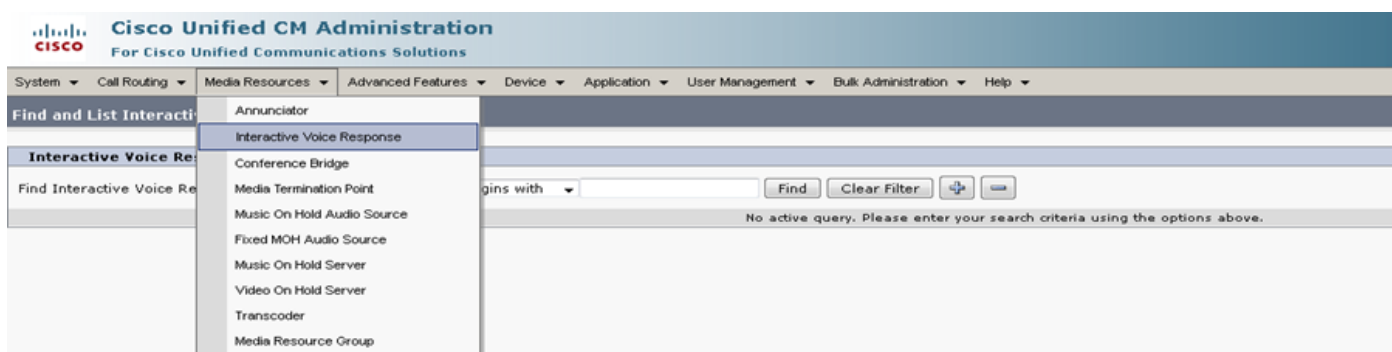 CISCO
Cisco Unified CM Administration
For Cisco Unified Communications Solutions
System Call Routing Media Resources Advanced Features Device Application User Management Bulk Administration Help
Find and List Interacti
Annunciator
Interactive Voice Response
Interactive Voice Re
Conference Bridge
Find Interactive Voice Re
Media Termination Point
gins with Find Clear Filter
Music On Hold Audio Source
No active query. Please enter your search criteria using the options above.
Fixed MOH Audio Source
Music On Hold Server
Video On Hold Server
Transcoder
Media Resource Group